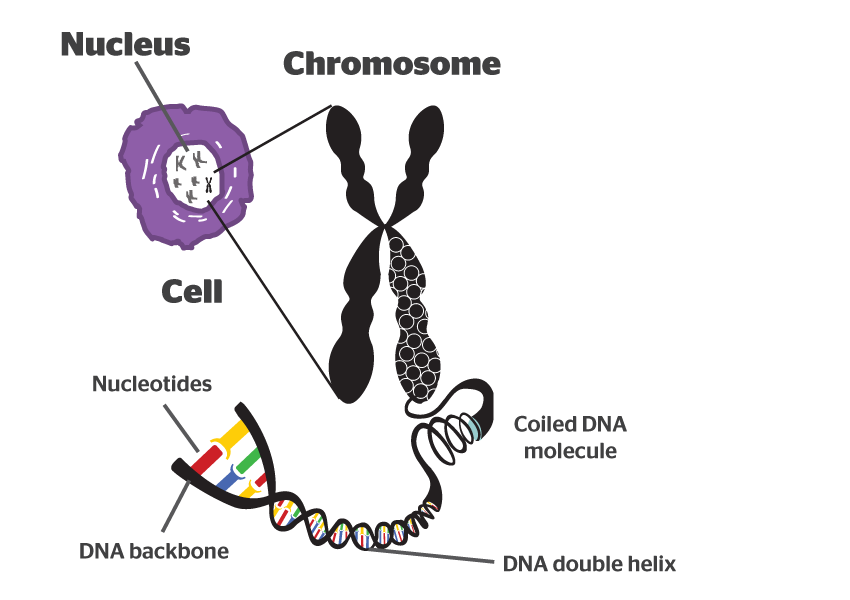 Nucleus
Chromosome
Cell
Nucleotides
Coiled DNA
molecule
DNA backbone
DNA double helix